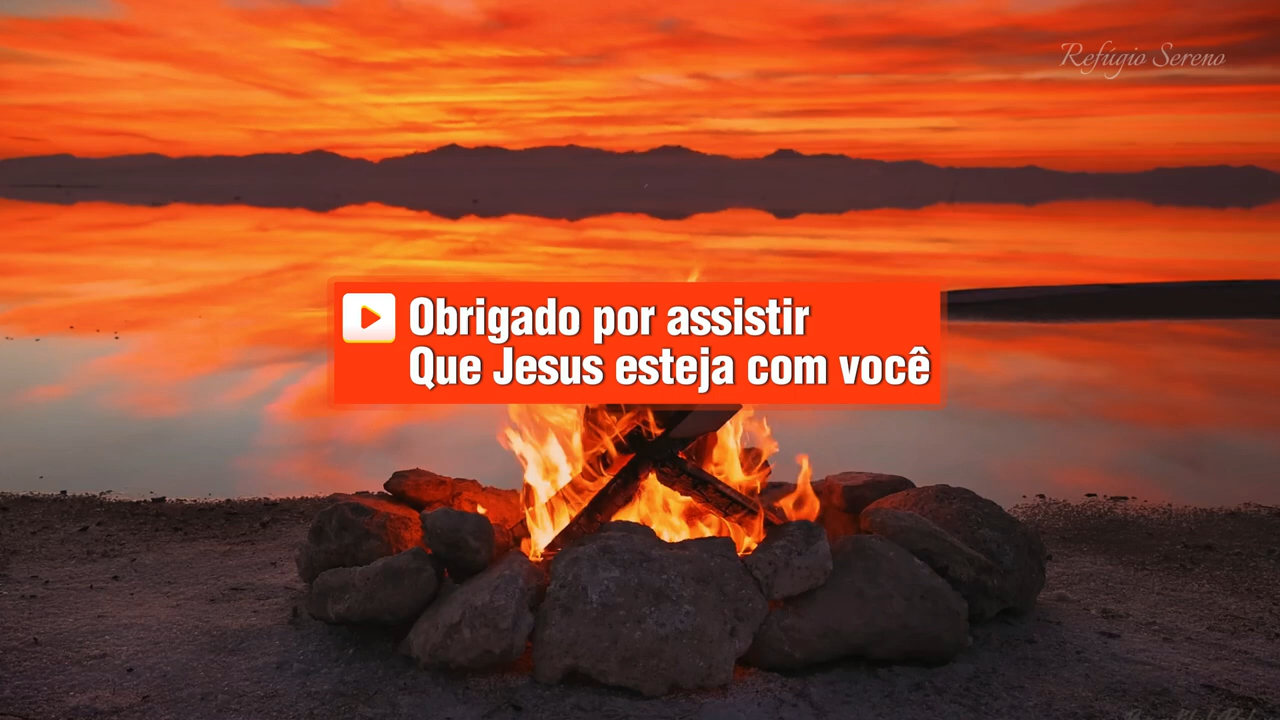 Refúgio Sereno
Obrigado por assistir
Que Jesus esteja com você